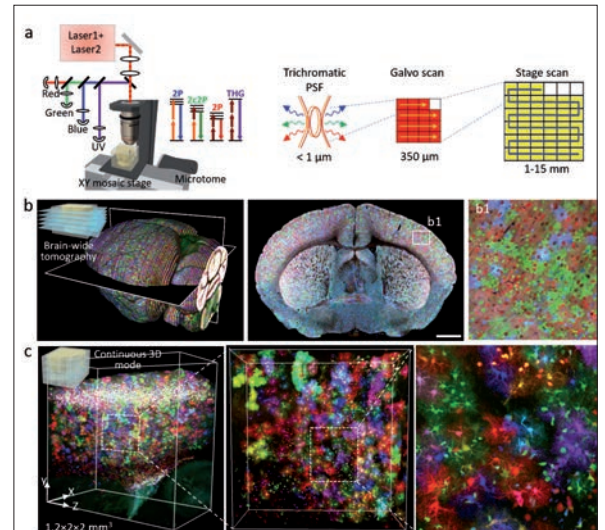 a
Laser1+
Laser2
Red
Green
Blue
UV
XY mosaic stage
Microtome
2P
2c2P
2P
THG
Trichromatic
PSF
< 1 µm
Galvo scan
350 µm
Stage scan
1-15 mm
b
Brain-wide
tomography
b1
b1
c
Continuous 3D
mode
Y
X
Z
1.2×2×2 mm³